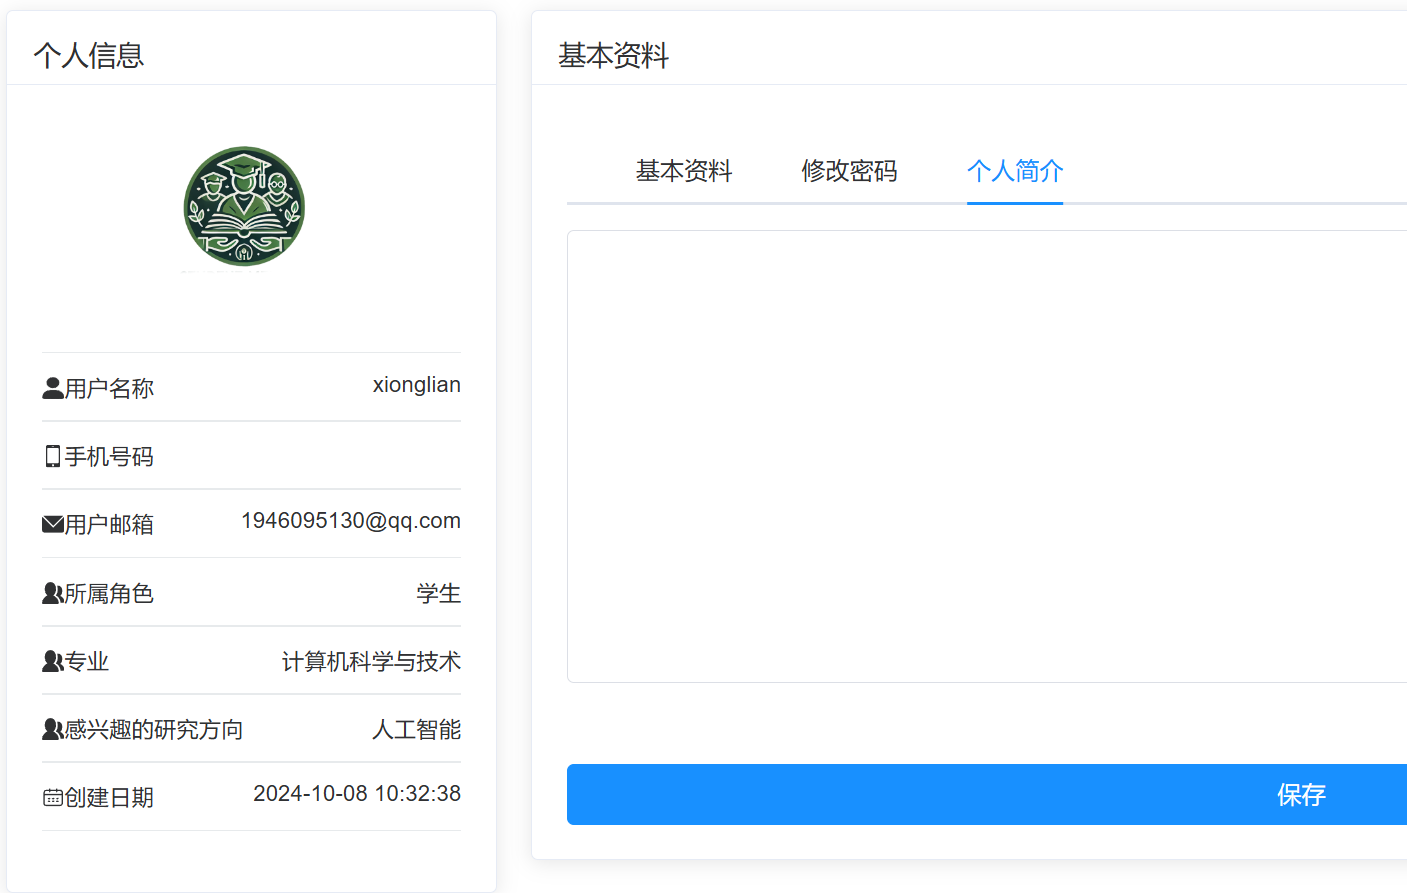 个人信息
用户名称 xionglian
手机号码
用户邮箱 1946095130@qq.com
所属角色 学生
专业 计算机科学与技术
感兴趣的研究方向 人工智能
创建日期 2024-10-08 10:32:38
基本资料
基本资料 修改密码 个人简介
保存